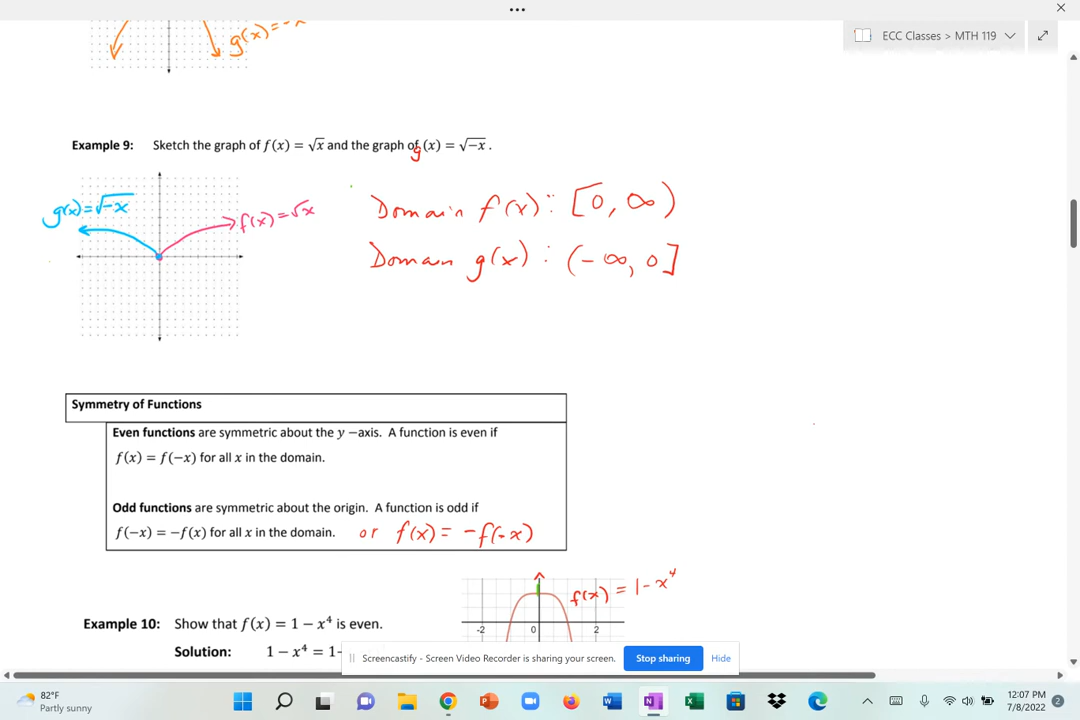 •••
g(x)=-x
ECC Classes > MTH 119
Example 9: Sketch the graph of f(x) = √x and the graph of g(x) = √-x .
g(x)=√-x
f(x)=√x
Domain f(x): [0, ∞)
Domain g(x): (-∞, 0]
Symmetry of Functions
Even functions are symmetric about the y −axis. A function is even if
f(x) = f(−x) for all x in the domain.
Odd functions are symmetric about the origin. A function is odd if
f(−x) = −f(x) for all x in the domain. or f(x) = -f(-x)
f(x) = 1-x⁴
-2 0 2
Example 10: Show that f(x) = 1 − x⁴ is even.
Solution: 1 − x⁴ = 1-
Screencastify - Screen Video Recorder is sharing your screen. Stop sharing Hide
82°F
Partly sunny
12:07 PM
7/8/2022
2